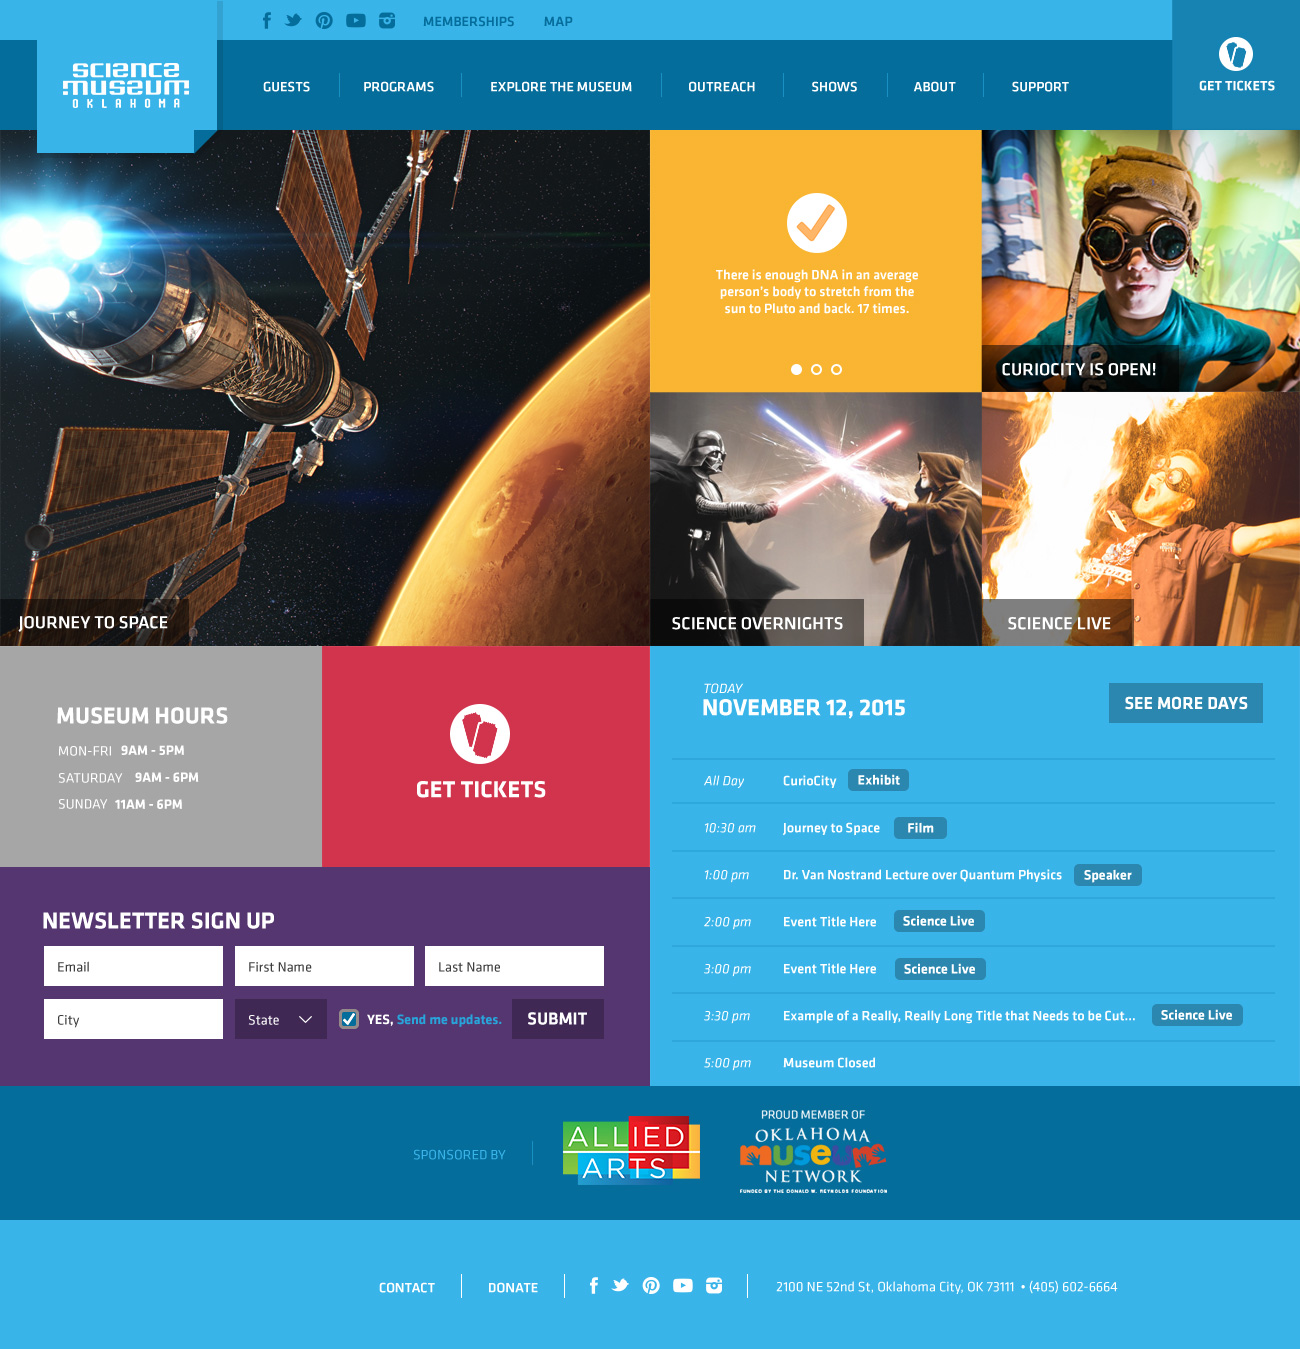 MEMBERSHIPS MAP
SCIENCE
MUSEUM
OKLAHOMA
GUESTS PROGRAMS EXPLORE THE MUSEUM OUTREACH SHOWS ABOUT SUPPORT
GET TICKETS
There is enough DNA in an average
person's body to stretch from the
sun to Pluto and back. 17 times.
CURIOCITY IS OPEN!
JOURNEY TO SPACE
SCIENCE OVERNIGHTS
SCIENCE LIVE
MUSEUM HOURS
MON-FRI 9AM - 5PM
SATURDAY 9AM - 6PM
SUNDAY 11AM - 6PM
GET TICKETS
TODAY
NOVEMBER 12, 2015
SEE MORE DAYS
All Day CurioCity Exhibit
10:30 am Journey to Space Film
1:00 pm Dr. Van Nostrand Lecture over Quantum Physics Speaker
2:00 pm Event Title Here Science Live
3:00 pm Event Title Here Science Live
3:30 pm Example of a Really, Really Long Title that Needs to be Cut... Science Live
5:00 pm Museum Closed
NEWSLETTER SIGN UP
Email First Name Last Name
City State YES, Send me updates. SUBMIT
SPONSORED BY
ALLIED
ARTS
PROUD MEMBER OF
OKLAHOMA
museum
NETWORK
FUNDED BY THE DONALD W. REYNOLDS FOUNDATION
CONTACT DONATE 2100 NE 52nd St, Oklahoma City, OK 73111 • (405) 602-6664